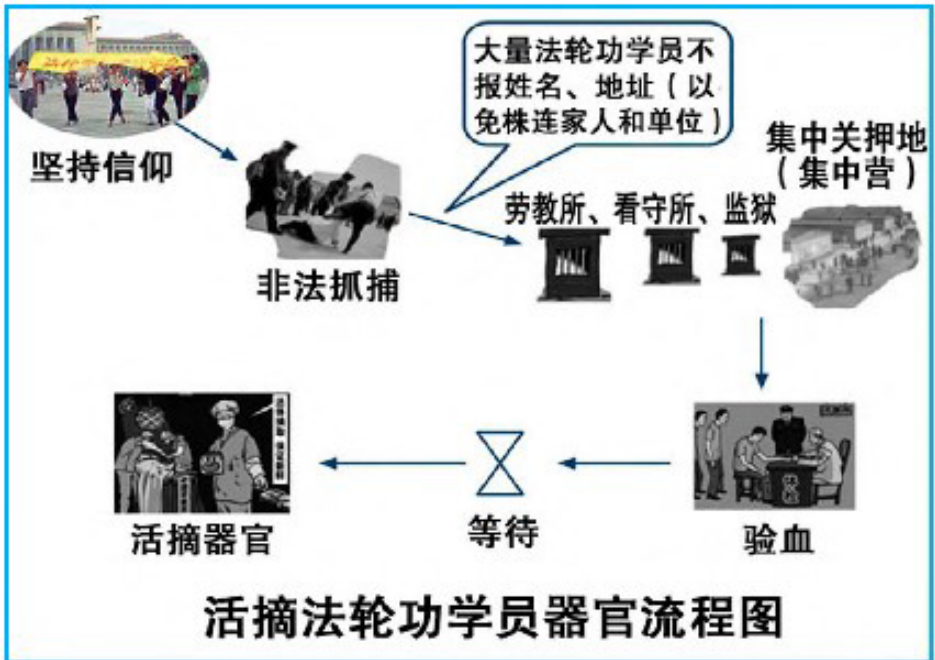 坚持信仰
非法抓捕
大量法轮功学员不
报姓名、地址（以
免株连家人和单位）
劳教所、看守所、监狱
集中关押地
（集中营）
体检
验血
等待
活摘器官
活摘法轮功学员器官流程图